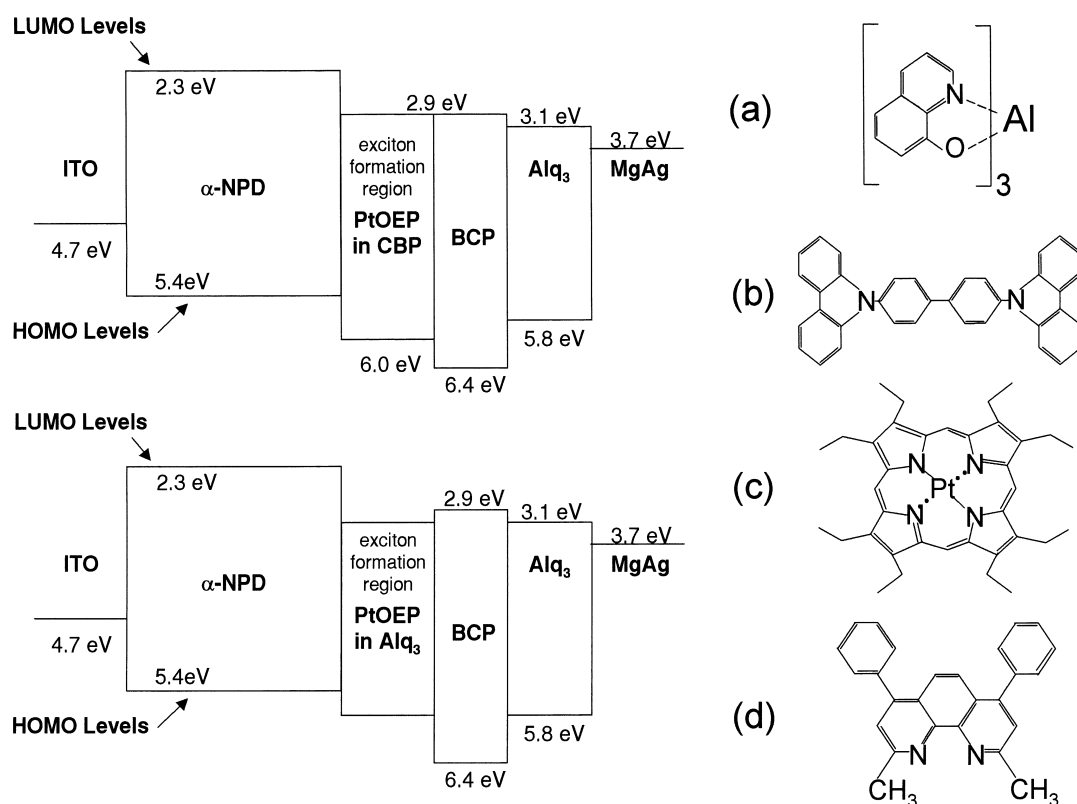 LUMO Levels
2.3 eV
2.9 eV
3.1 eV
3.7 eV
ITO
α-NPD
exciton
formation
region
PtOEP
in CBP
BCP
Alq3
MgAg
4.7 eV
5.4eV
HOMO Levels
6.0 eV
6.4 eV
5.8 eV
LUMO Levels
2.3 eV
2.9 eV
3.1 eV
3.7 eV
ITO
α-NPD
exciton
formation
region
PtOEP
in Alq3
BCP
Alq3
MgAg
4.7 eV
5.4eV
HOMO Levels
5.8 eV
6.4 eV
(a)
N
O
Al
3
(b)
N
N
(c)
N
N
Pt
N
N
(d)
N
N
CH3
CH3